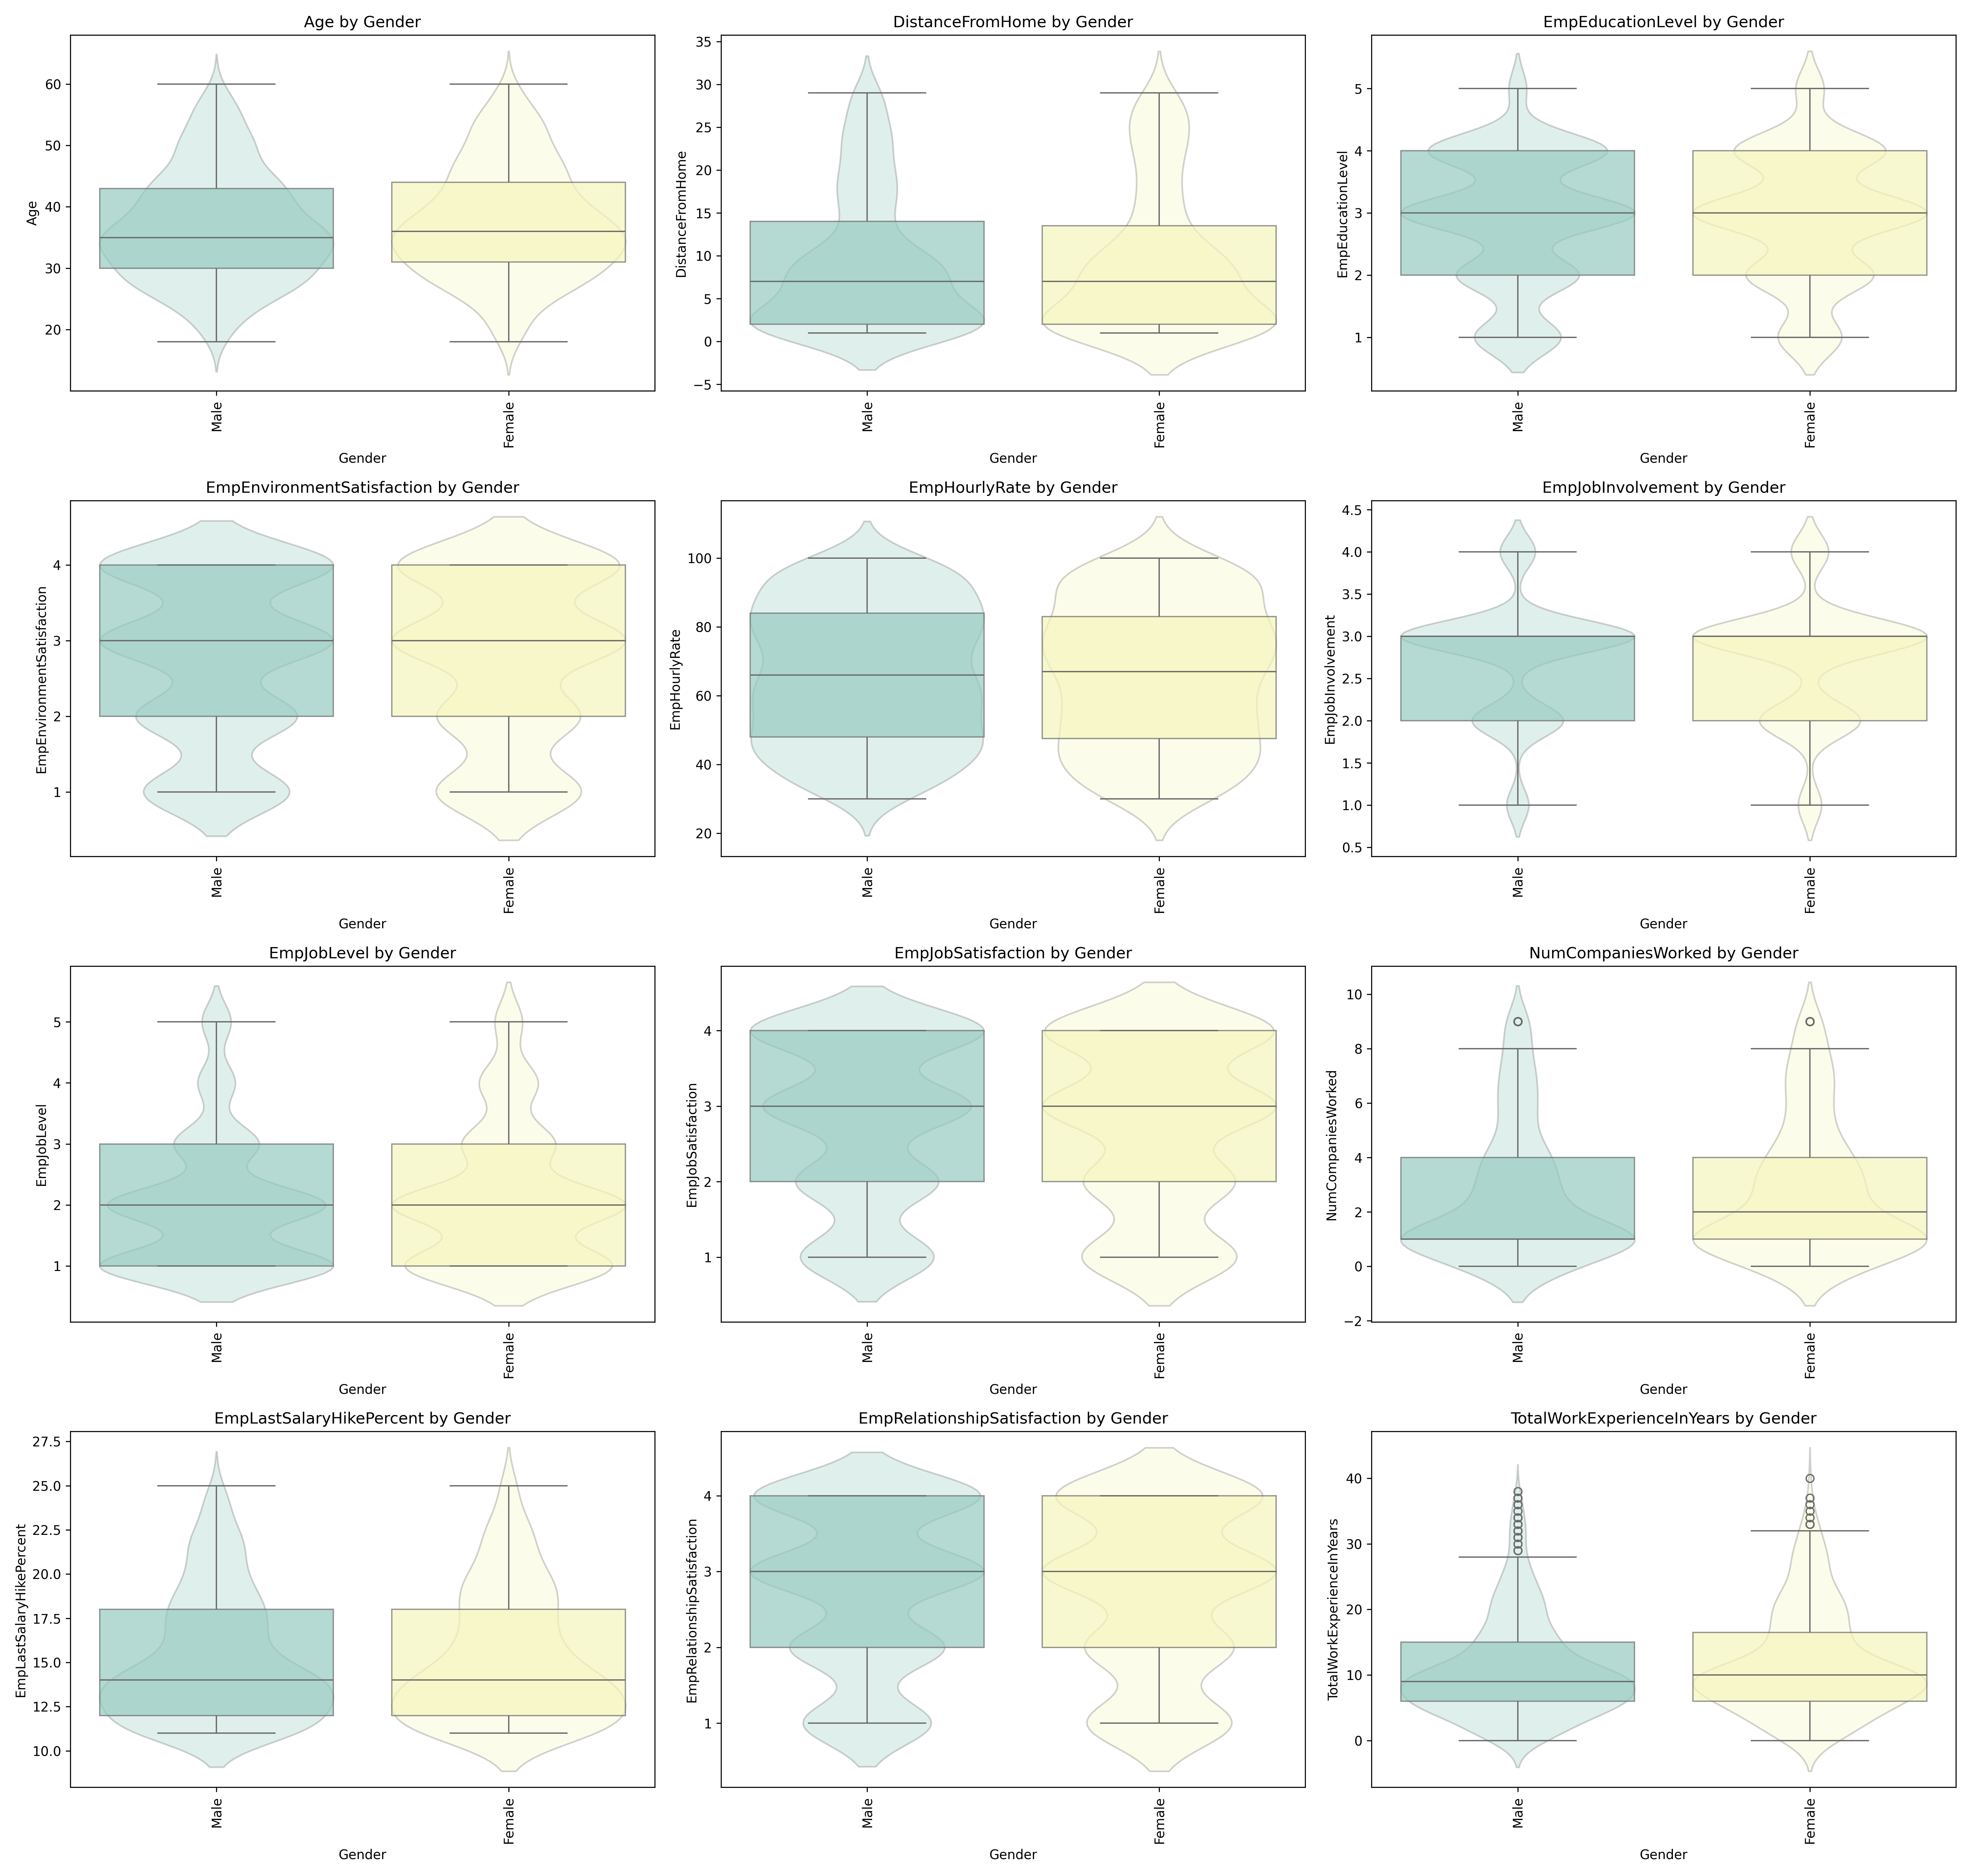 Age by Gender
60
50
40
30
20
Age
Male
Female
Gender
DistanceFromHome by Gender
35
30
25
20
15
10
5
0
−5
DistanceFromHome
Male
Female
Gender
EmpEducationLevel by Gender
5
4
3
2
1
EmpEducationLevel
Male
Female
Gender
EmpEnvironmentSatisfaction by Gender
4
3
2
1
EmpEnvironmentSatisfaction
Male
Female
Gender
EmpHourlyRate by Gender
100
80
60
40
20
EmpHourlyRate
Male
Female
Gender
EmpJobInvolvement by Gender
4.5
4.0
3.5
3.0
2.5
2.0
1.5
1.0
0.5
EmpJobInvolvement
Male
Female
Gender
EmpJobLevel by Gender
5
4
3
2
1
EmpJobLevel
Male
Female
Gender
EmpJobSatisfaction by Gender
4
3
2
1
EmpJobSatisfaction
Male
Female
Gender
NumCompaniesWorked by Gender
10
8
6
4
2
0
−2
NumCompaniesWorked
Male
Female
Gender
EmpLastSalaryHikePercent by Gender
27.5
25.0
22.5
20.0
17.5
15.0
12.5
10.0
EmpLastSalaryHikePercent
Male
Female
Gender
EmpRelationshipSatisfaction by Gender
4
3
2
1
EmpRelationshipSatisfaction
Male
Female
Gender
TotalWorkExperienceInYears by Gender
40
30
20
10
0
TotalWorkExperienceInYears
Male
Female
Gender